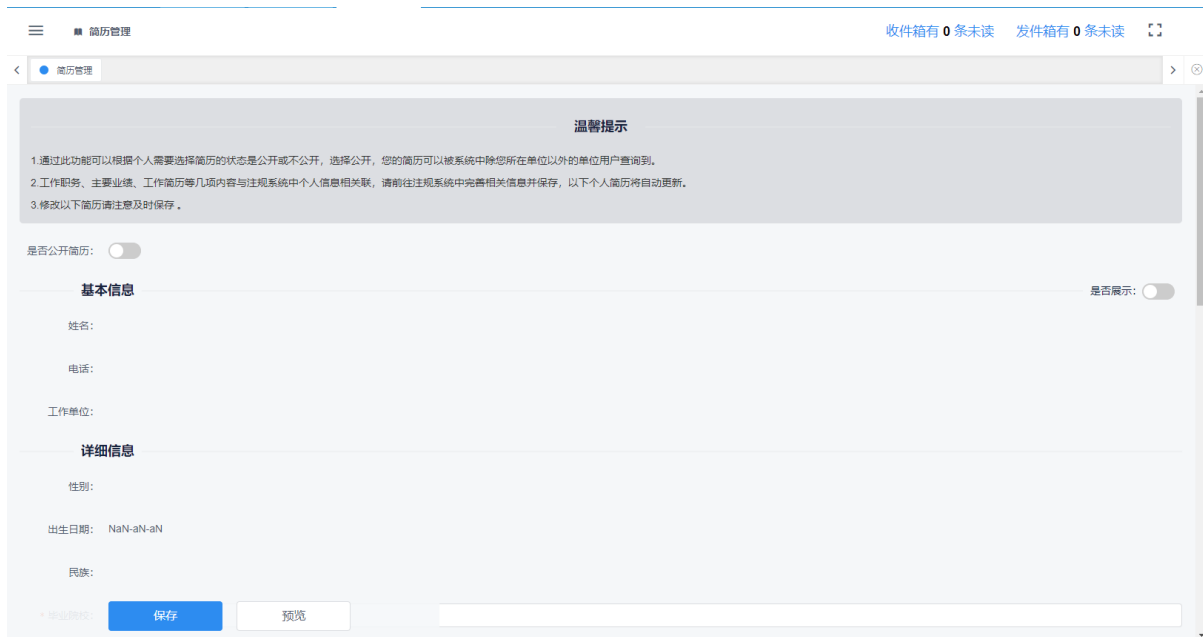 简历管理
收件箱有 0 条未读 发件箱有 0 条未读
简历管理
温馨提示
1.通过此功能可以根据个人需要选择简历的状态是公开或不公开，选择公开，您的简历可以被系统中除您所在单位以外的单位用户查询到。
2.工作职务、主要业绩、工作简历等几项内容与注规系统中个人信息相关联，请前往注规系统中完善相关信息并保存，以下个人简历将自动更新。
3.修改以下简历请注意及时保存 。
是否公开简历：
基本信息 是否展示：
姓名：
电话：
工作单位：
详细信息
性别：
出生日期： NaN-aN-aN
民族：
* 毕业院校： 保存 预览